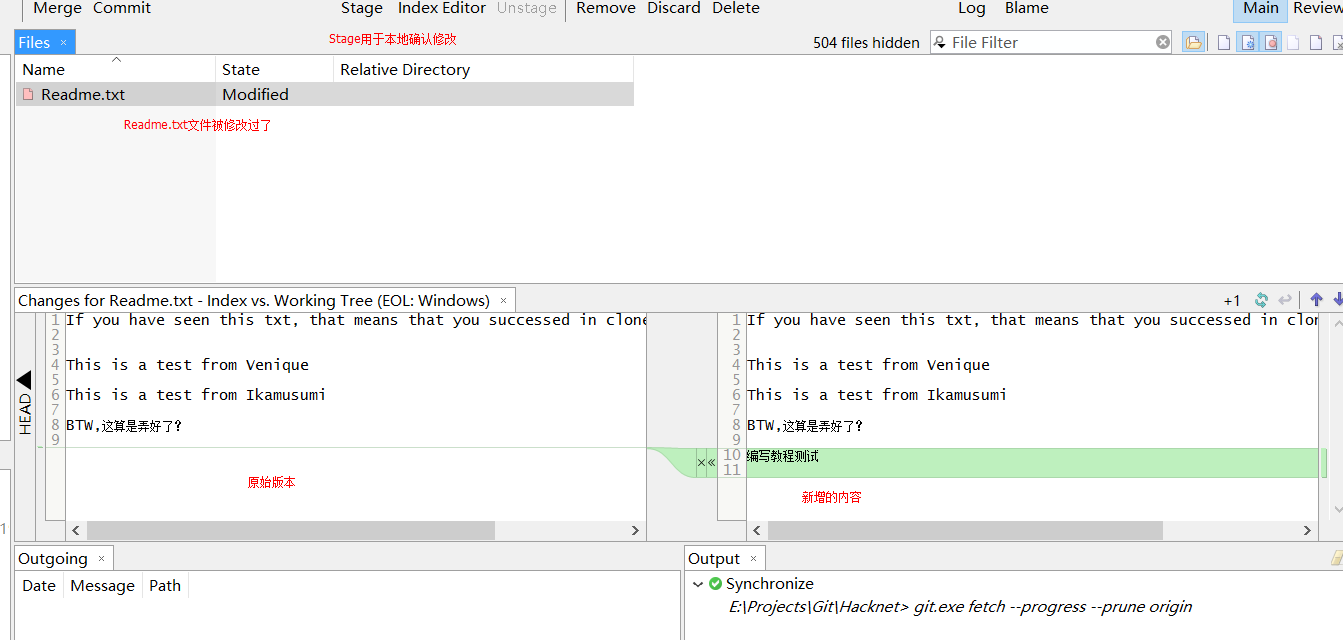 Merge Commit Stage Index Editor Unstage Remove Discard Delete Log Blame Main Review
Files × Stage用于本地确认修改 504 files hidden File Filter
Name State Relative Directory
Readme.txt Modified
Readme.txt文件被修改过了
Changes for Readme.txt - Index vs. Working Tree (EOL: Windows) × +1
HEAD
1 If you have seen this txt, that means that you successed in clone
2
3
4 This is a test from Venique
5
6 This is a test from Ikamusumi
7
8 BTW,这算是弄好了?
9
原始版本
1 If you have seen this txt, that means that you successed in clon
2
3
4 This is a test from Venique
5
6 This is a test from Ikamusumi
7
8 BTW,这算是弄好了?
9
10 编写教程测试
11
新增的内容
1
Outgoing ×
Date Message Path
Output ×
Synchronize
E:\Projects\Git\Hacknet> git.exe fetch --progress --prune origin